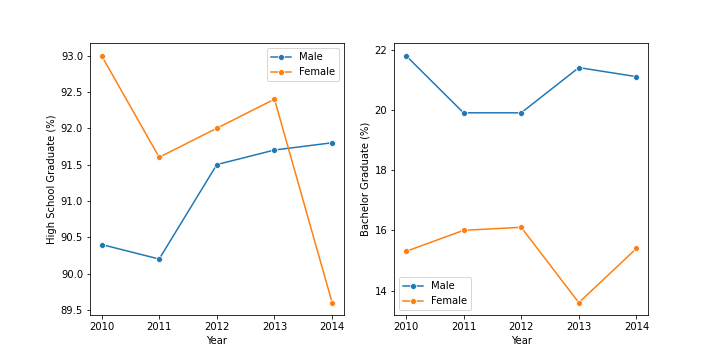 High School Graduate (%)
93.0
92.5
92.0
91.5
91.0
90.5
90.0
89.5
2010 2011 2012 2013 2014
Year
Male
Female
Bachelor Graduate (%)
22
20
18
16
14
2010 2011 2012 2013 2014
Year
Male
Female